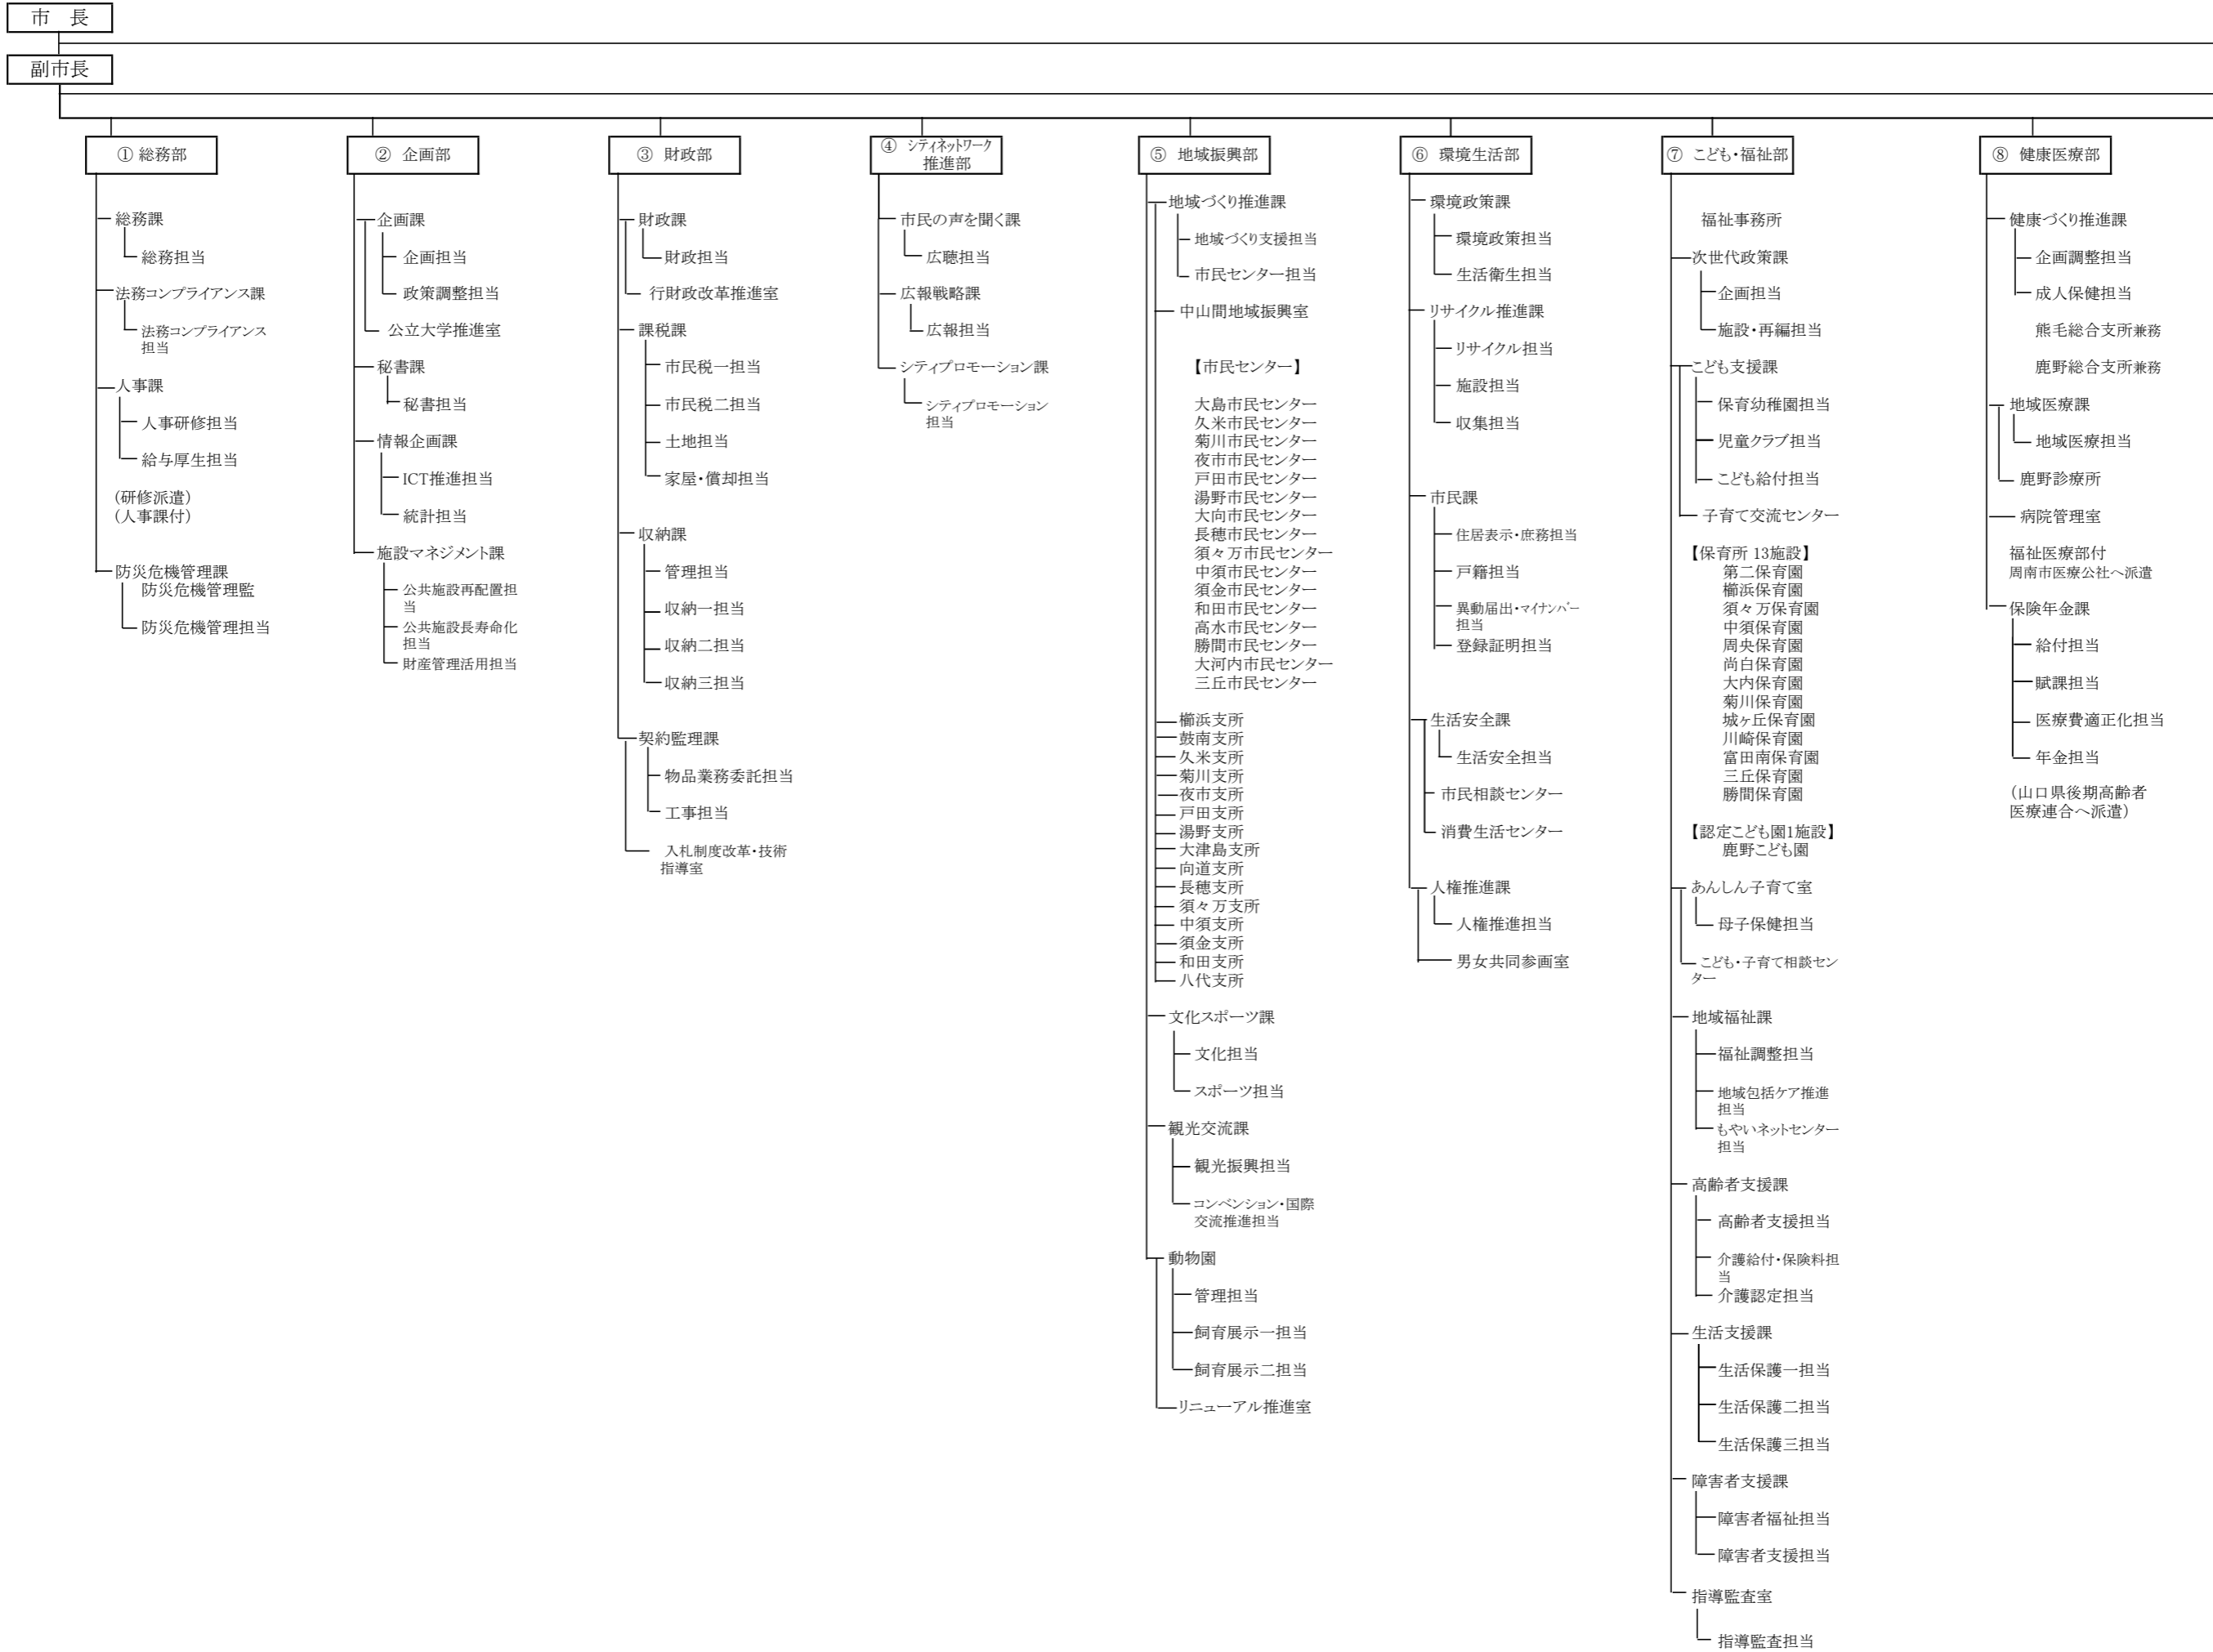 市　長
副市長
① 総務部
総務課
総務担当
法務コンプライアンス課
法務コンプライアンス
担当
人事課
人事研修担当
給与厚生担当
(研修派遣)
(人事課付)
防災危機管理課
防災危機管理監
防災危機管理担当
② 企画部
企画課
企画担当
政策調整担当
公立大学推進室
秘書課
秘書担当
情報企画課
ICT推進担当
統計担当
施設マネジメント課
公共施設再配置担
当
公共施設長寿命化
担当
財産管理活用担当
③ 財政部
財政課
財政担当
行財政改革推進室
課税課
市民税一担当
市民税二担当
土地担当
家屋・償却担当
収納課
管理担当
収納一担当
収納二担当
収納三担当
契約監理課
物品業務委託担当
工事担当
入札制度改革・技術
指導室
④ シティネットワーク
推進部
市民の声を聞く課
広聴担当
広報戦略課
広報担当
シティプロモーション課
シティプロモーション
担当
⑤ 地域振興部
地域づくり推進課
地域づくり支援担当
市民センター担当
中山間地域振興室
【市民センター】
大島市民センター
久米市民センター
菊川市民センター
夜市市民センター
戸田市民センター
湯野市民センター
大向市民センター
長穂市民センター
須々万市民センター
中須市民センター
須金市民センター
和田市民センター
高水市民センター
勝間市民センター
大河内市民センター
三丘市民センター
櫛浜支所
鼓南支所
久米支所
菊川支所
夜市支所
戸田支所
湯野支所
大津島支所
向道支所
長穂支所
須々万支所
中須支所
須金支所
和田支所
八代支所
文化スポーツ課
文化担当
スポーツ担当
観光交流課
観光振興担当
コンベンション・国際
交流推進担当
動物園
管理担当
飼育展示一担当
飼育展示二担当
リニューアル推進室
⑥ 環境生活部
環境政策課
環境政策担当
生活衛生担当
リサイクル推進課
リサイクル担当
施設担当
収集担当
市民課
住居表示・庶務担当
戸籍担当
異動届出・マイナンバー
担当
登録証明担当
生活安全課
生活安全担当
市民相談センター
消費生活センター
人権推進課
人権推進担当
男女共同参画室
⑦ こども・福祉部
福祉事務所
次世代政策課
企画担当
施設・再編担当
こども支援課
保育幼稚園担当
児童クラブ担当
こども給付担当
子育て交流センター
【保育所 13施設】
第二保育園
櫛浜保育園
須々万保育園
中須保育園
周央保育園
尚白保育園
大内保育園
菊川保育園
城ヶ丘保育園
川崎保育園
富田南保育園
三丘保育園
勝間保育園
【認定こども園1施設】
鹿野こども園
あんしん子育て室
母子保健担当
こども・子育て相談セン
ター
地域福祉課
福祉調整担当
地域包括ケア推進
担当
もやいネットセンター
担当
高齢者支援課
高齢者支援担当
介護給付・保険料担
当
介護認定担当
生活支援課
生活保護一担当
生活保護二担当
生活保護三担当
障害者支援課
障害者福祉担当
障害者支援担当
指導監査室
指導監査担当
⑧ 健康医療部
健康づくり推進課
企画調整担当
成人保健担当
熊毛総合支所兼務
鹿野総合支所兼務
地域医療課
地域医療担当
鹿野診療所
病院管理室
福祉医療部付
周南市医療公社へ派遣
保険年金課
給付担当
賦課担当
医療費適正化担当
年金担当
(山口県後期高齢者
医療連合へ派遣)